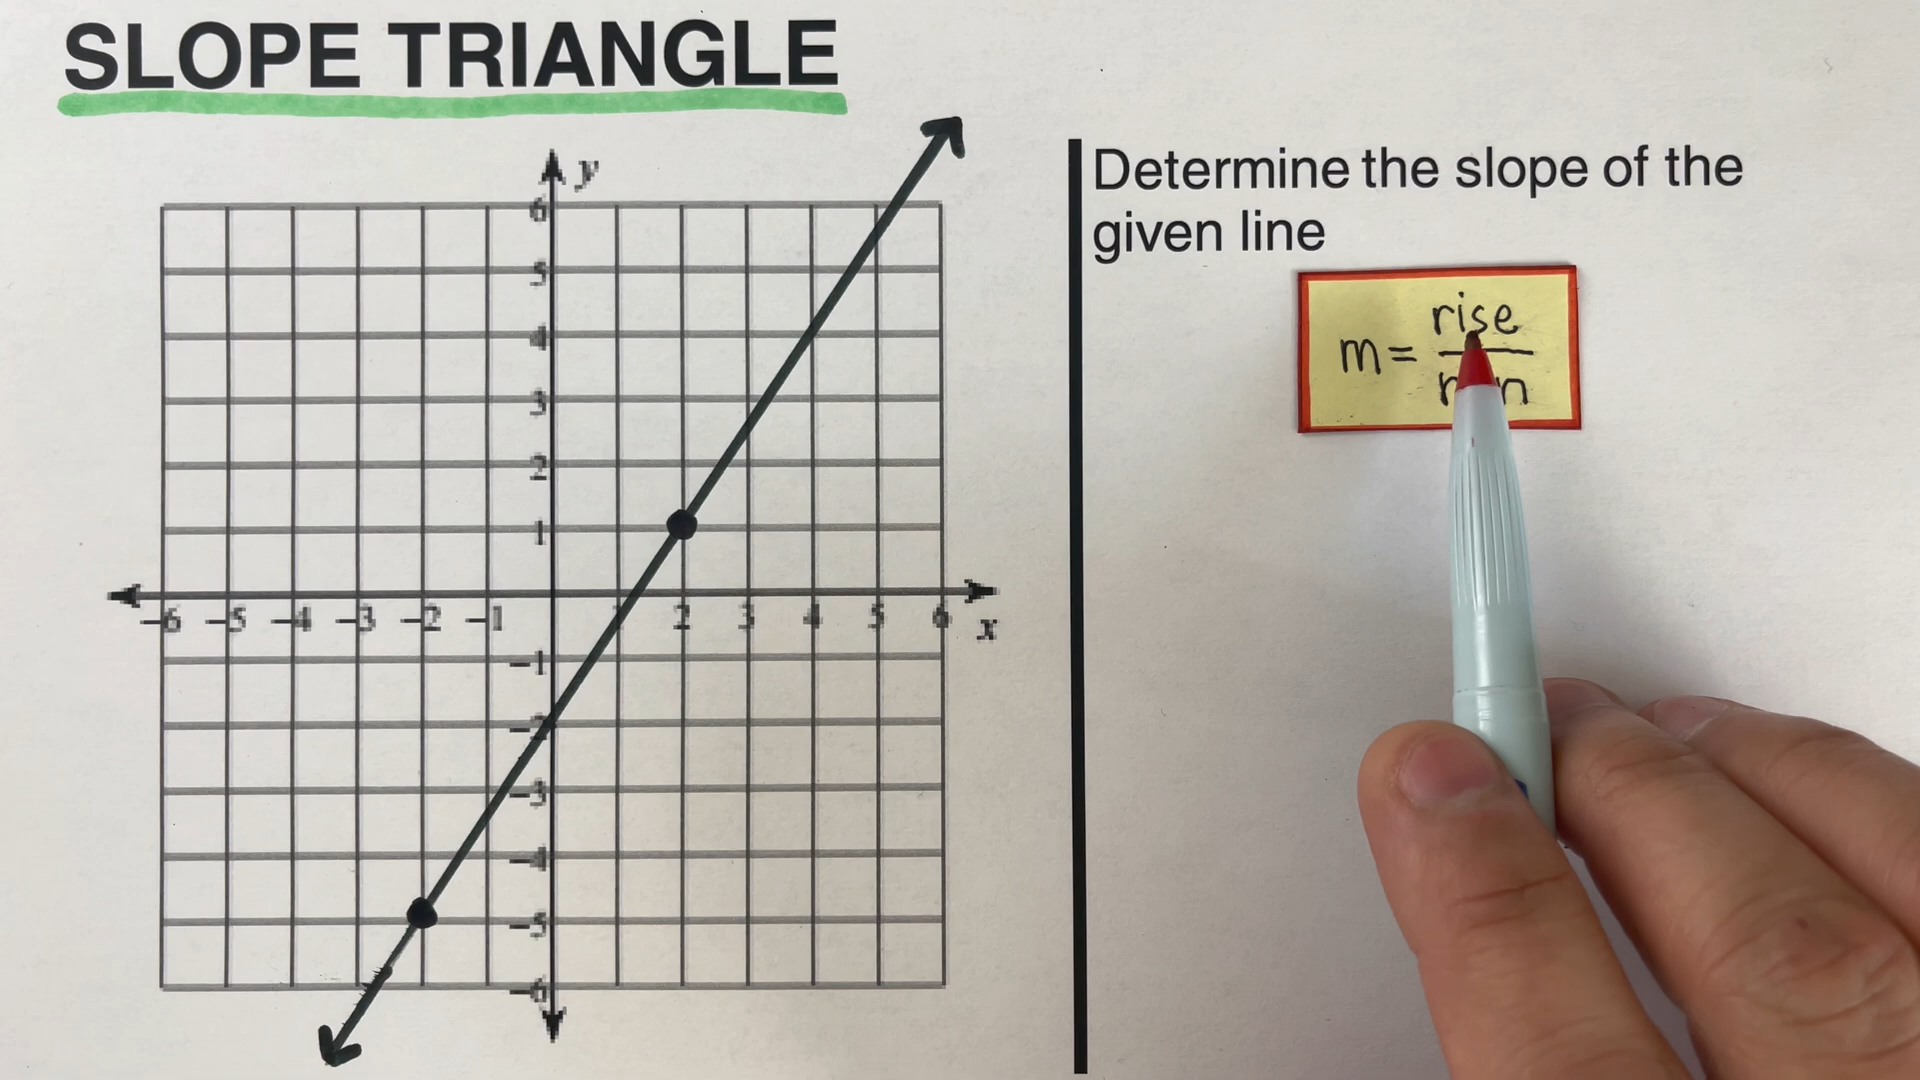 SLOPE TRIANGLE
y
6
5
4
3
2
1
-6 -5 -4 -3 -2 -1 2 3 4 5 6
x
-1
-2
-3
-4
-5
-6
Determine the slope of the
given line
rise
m =